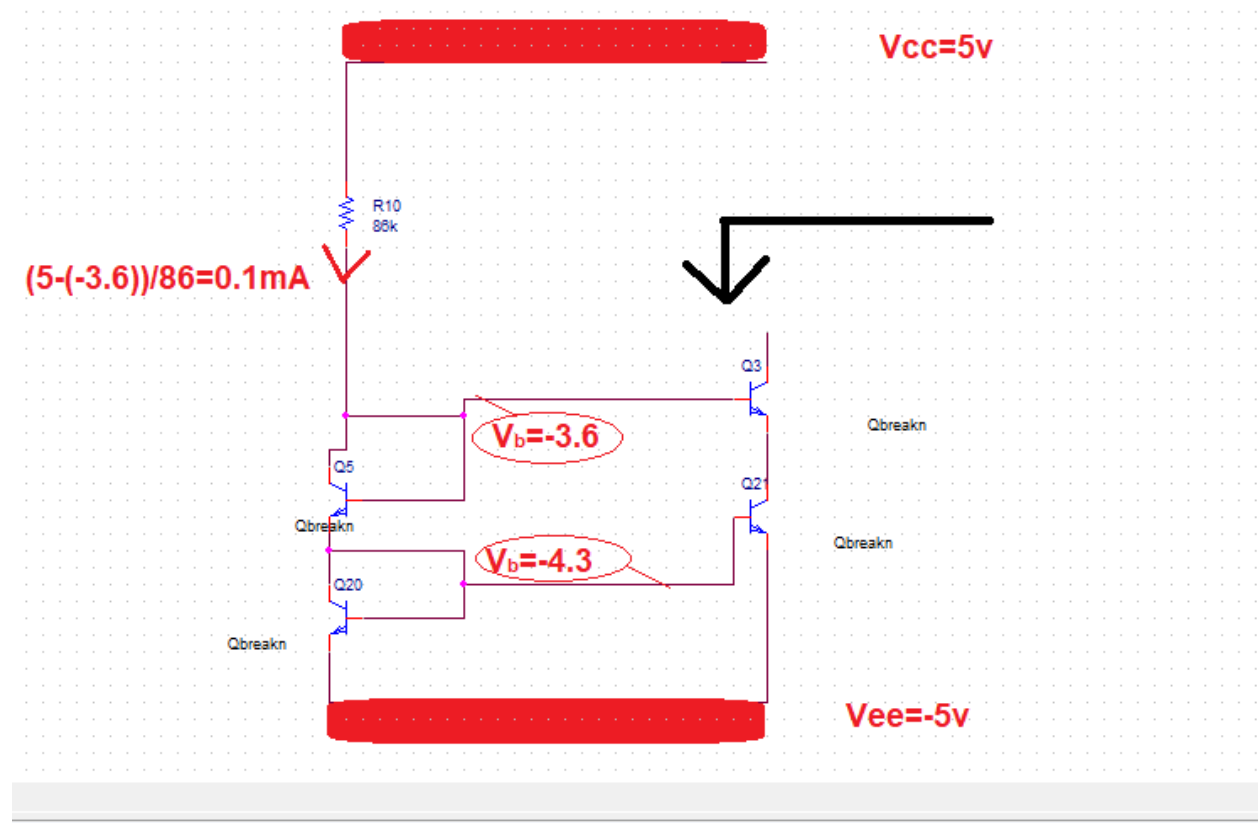 Vcc=5v
R10
86k
(5-(-3.6))/86=0.1mA
Q3
Qbreakn
Vb=-3.6
Q5
Q21
Qbreakn
Qbreakn
Vb=-4.3
Q20
Qbreakn
Vee=-5v